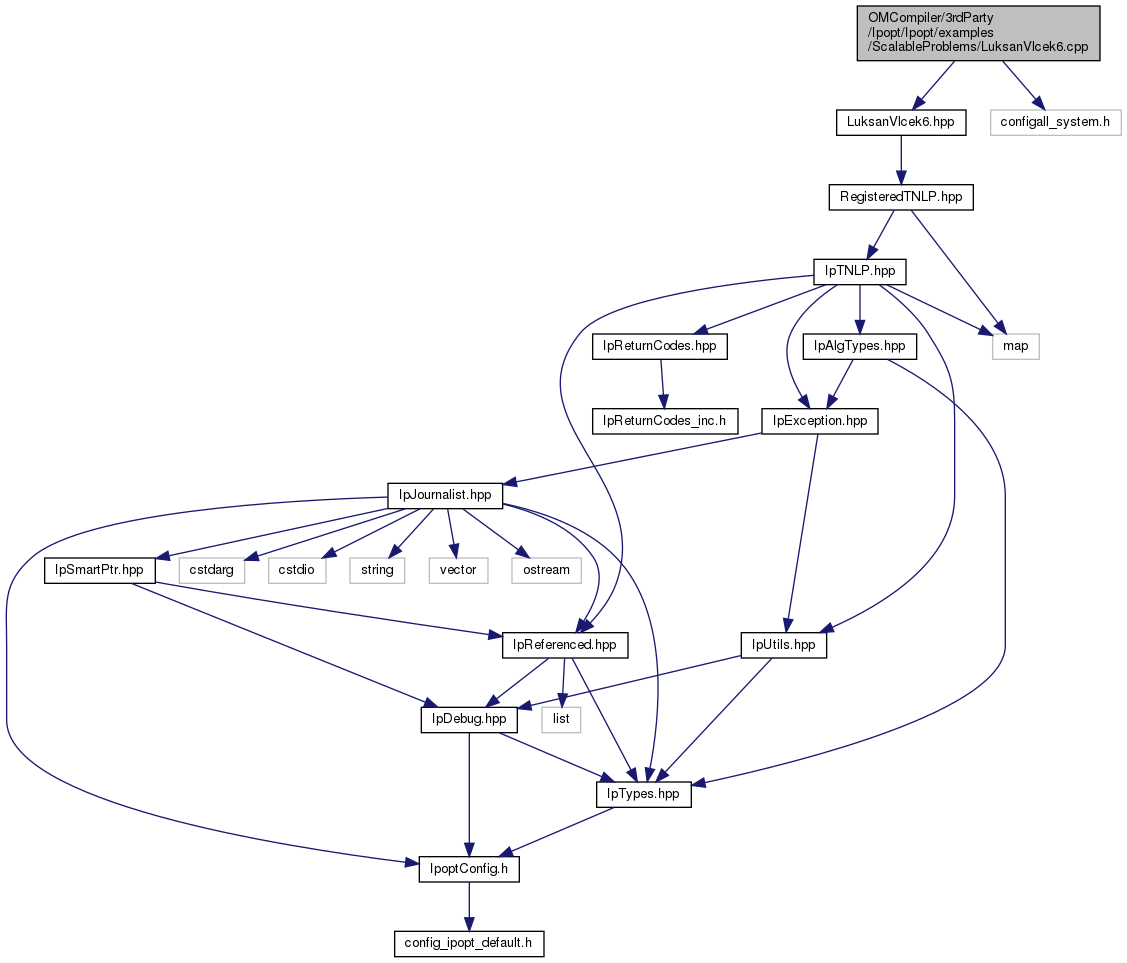 OMCompiler/3rdParty
/Ipopt/Ipopt/examples
/ScalableProblems/LuksanVlcek6.cpp
LuksanVlcek6.hpp
configall_system.h
RegisteredTNLP.hpp
IpTNLP.hpp
IpReturnCodes.hpp
IpAlgTypes.hpp
map
IpReturnCodes_inc.h
IpException.hpp
IpJournalist.hpp
IpSmartPtr.hpp
cstdarg
cstdio
string
vector
ostream
IpReferenced.hpp
IpUtils.hpp
IpDebug.hpp
list
IpTypes.hpp
IpoptConfig.h
config_ipopt_default.h